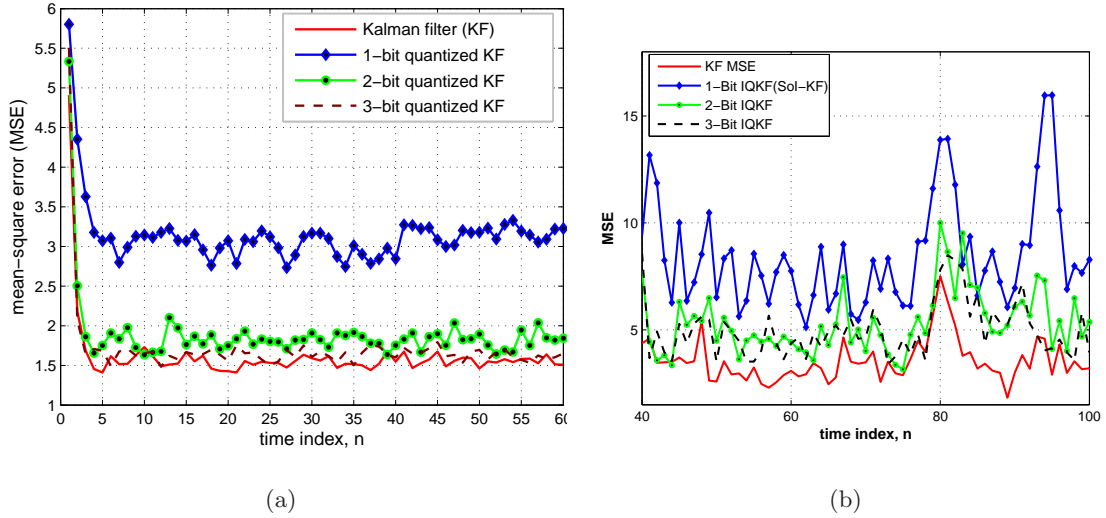 6
5.5
5
4.5
4
3.5
3
2.5
2
1.5
1
mean−square error (MSE)
0 5 10 15 20 25 30 35 40 45 50 55 60
time index, n
Kalman filter (KF)
1−bit quantized KF
2−bit quantized KF
3−bit quantized KF
(a)
15
10
5
MSE
40 60 80 100
time index, n
KF MSE
1−Bit IQKF(SoI−KF)
2−Bit IQKF
3−Bit IQKF
(b)